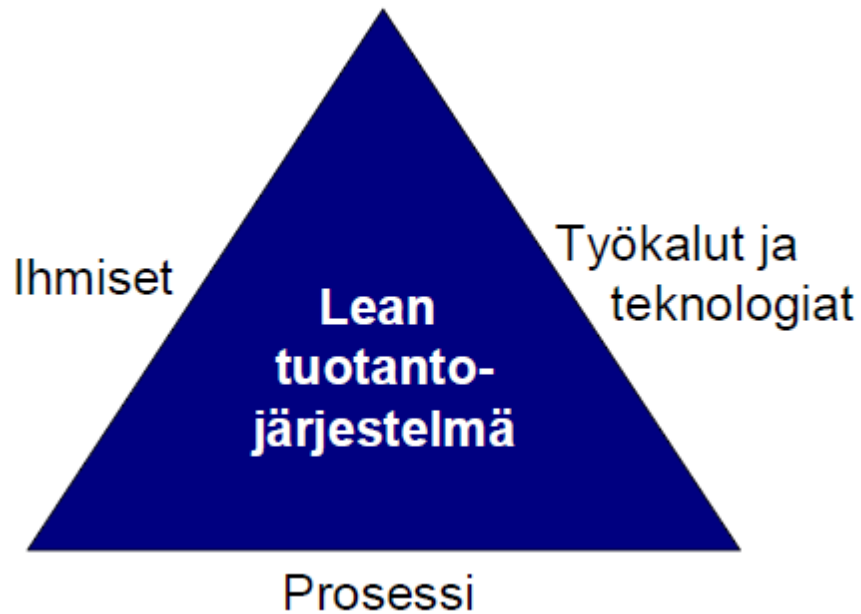 Ihmiset
Työkalut ja
teknologiat
Lean
tuotanto-
järjestelmä
Prosessi